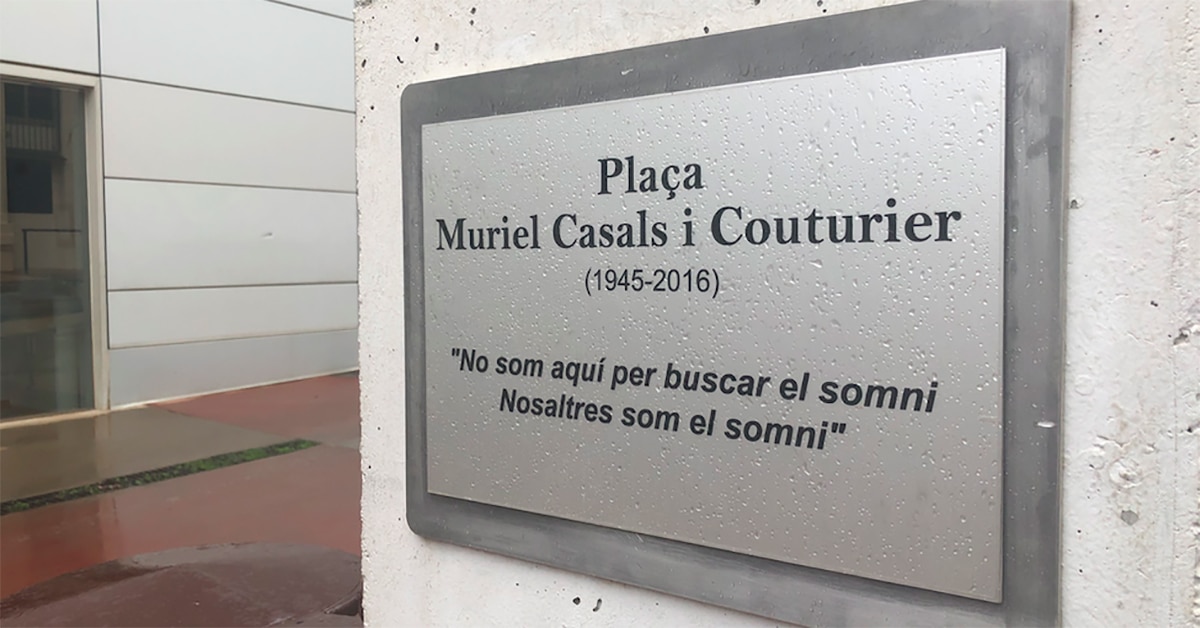 Plaça
Muriel Casals i Couturier
(1945-2016)
"No som aquí per buscar el somni
Nosaltres som el somni"